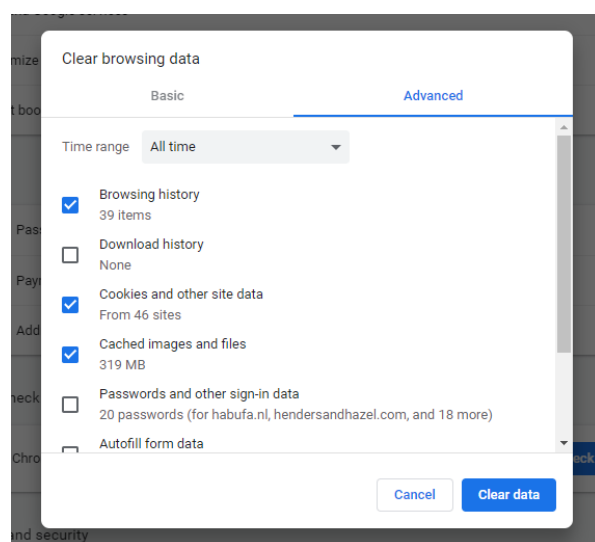 Clear browsing data
Basic
Advanced
Time range
All time
Browsing history
39 items
Download history
None
Cookies and other site data
From 46 sites
Cached images and files
319 MB
Passwords and other sign-in data
20 passwords (for habufa.nl, hendersandhazel.com, and 18 more)
Autofill form data
Cancel
Clear data
and security